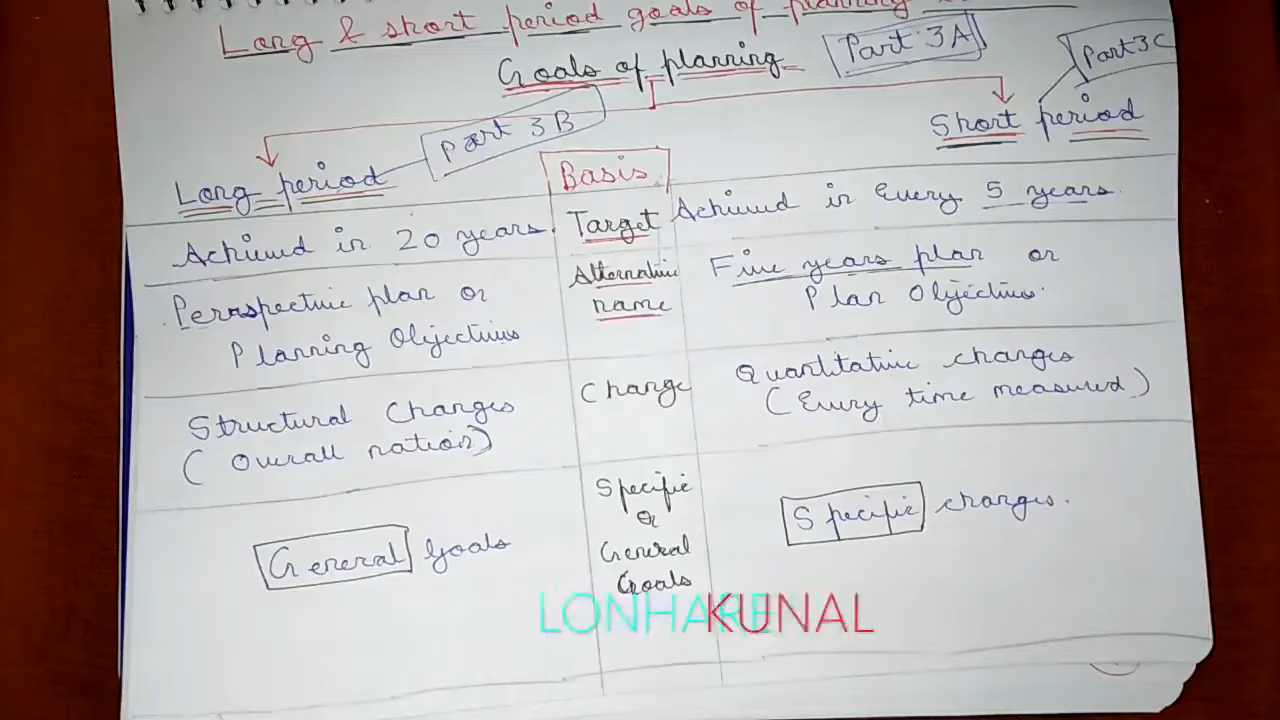 Long & short period goals of planning
Goals of planning
Part 3A
Part 3C
Part 3B
Short period
Long period
Basis
Achieved in 20 years.
Target
Achieved in Every 5 years.
Perspective plan or
Planning Objectives
Alternative
name
Five years plan or
Plan Objectives.
Structural Changes
(Overall nation)
Change
Quantitative changes
(Every time measured)
General Goals
Specific
or
General
Goals
Specific changes.
LONHARE KUNAL